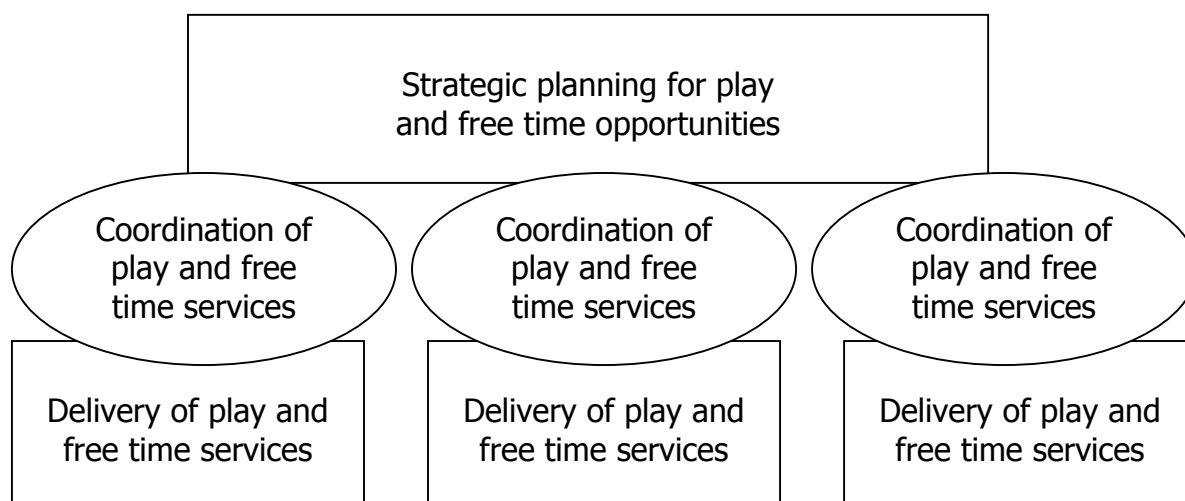 Strategic planning for play
and free time opportunities
Coordination of
play and free
time services
Coordination of
play and free
time services
Coordination of
play and free
time services
Delivery of play and
free time services
Delivery of play and
free time services
Delivery of play and
free time services